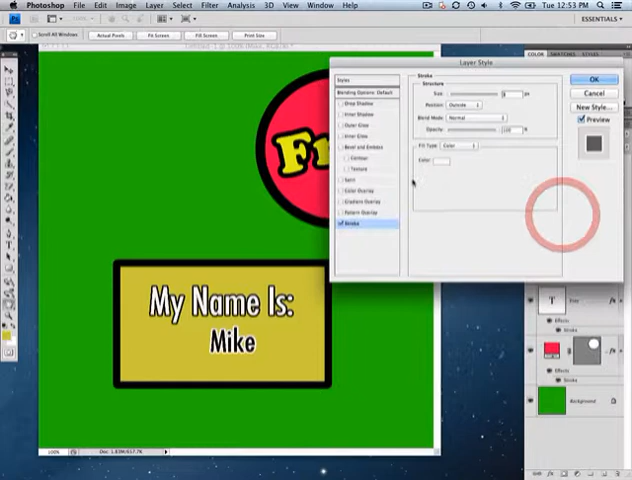 Photoshop File Edit Image Layer Select Filter Analysis 3D View Window Help
Tue 12:53 PM
ESSENTIALS
Scroll All Windows
Actual Pixels
Fit Screen
Fill Screen
Print Size
Layer Style
COLOR
SWATCHES
STYLES
Styles
Blending Options: Default
Drop Shadow
Inner Shadow
Outer Glow
Inner Glow
Bevel and Emboss
Contour
Texture
Satin
Color Overlay
Gradient Overlay
Pattern Overlay
Stroke
Stroke
Structure
Size:
px
Position: Outside
Blend Mode: Normal
Opacity: 100 %
Fill Type: Color
Color:
OK
Cancel
New Style...
Preview
Fr
My Name Is:
Mike
T
Effects
Stroke
Effects
Stroke
Background
100%
Doc: 1.83M/617.7K